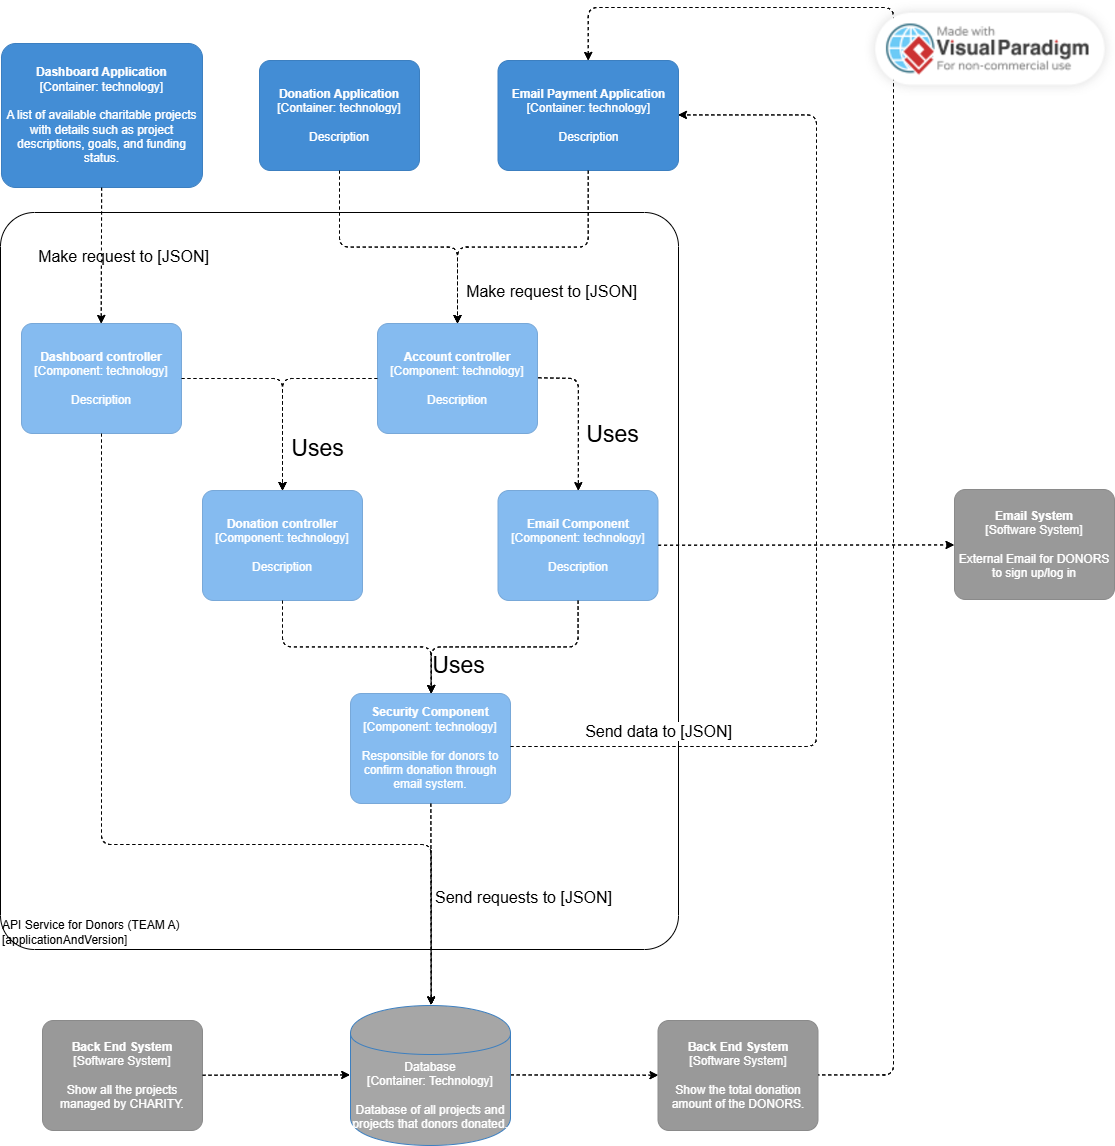 Made with
Visual Paradigm
For non-commercial use
Dashboard Application
[Container: technology]
A list of available charitable projects
with details such as project
descriptions, goals, and funding
status.
Donation Application
[Container: technology]
Description
Email Payment Application
[Container: technology]
Description
Make request to [JSON]
Make request to [JSON]
Dashboard controller
[Component: technology]
Description
Account controller
[Component: technology]
Description
Uses
Uses
Donation controller
[Component: technology]
Description
Email Component
[Component: technology]
Description
Email System
[Software System]
External Email for DONORS
to sign up/log in
Uses
Security Component
[Component: technology]
Responsible for donors to
confirm donation through
email system.
Send data to [JSON]
Send requests to [JSON]
API Service for Donors (TEAM A)
[applicationAndVersion]
Back End System
[Software System]
Show all the projects
managed by CHARITY.
Database
[Container: Technology]
Database of all projects and
projects that donors donated.
Back End System
[Software System]
Show the total donation
amount of the DONORS.